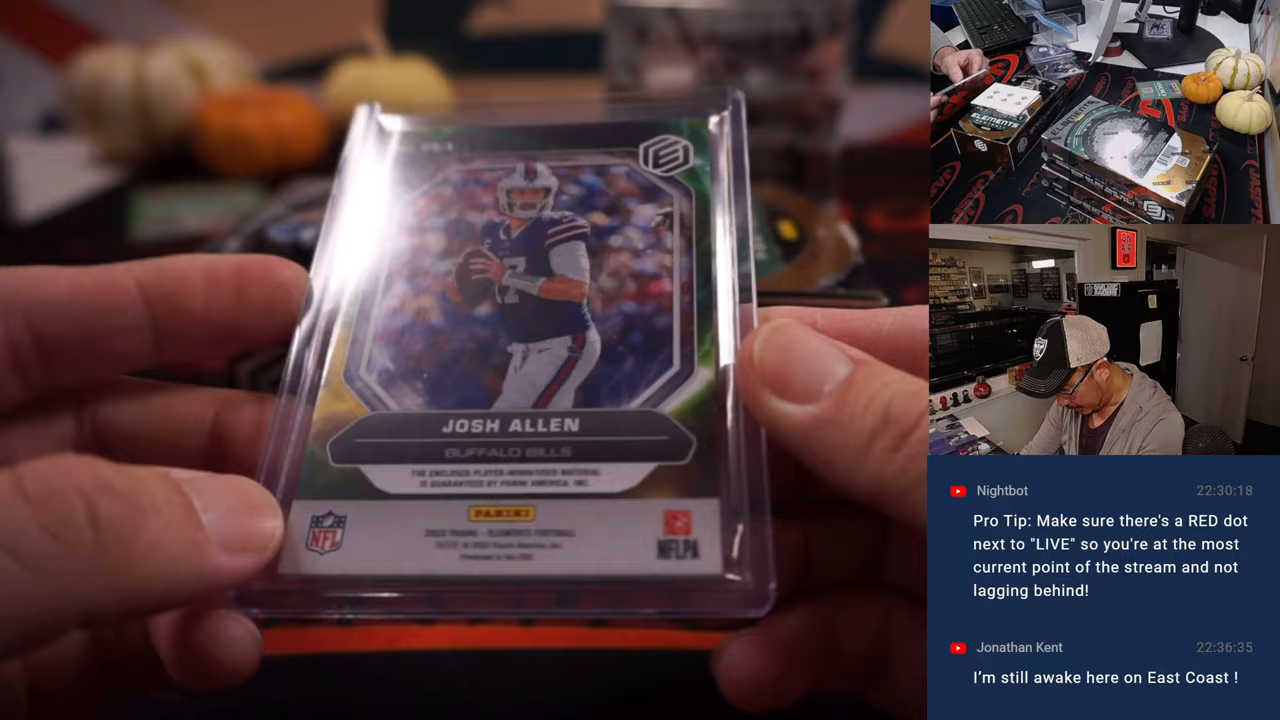 JOSH ALLEN
BUFFALO BILLS
THE ENCLOSED PLAYER-WORN/USED MATERIAL
IS GUARANTEED BY PANINI AMERICA, INC.
PANINI
NFL
NFLPA
ELEMENTS
ON
AIR
Nightbot 22:30:18
Pro Tip: Make sure there's a RED dot
next to "LIVE" so you're at the most
current point of the stream and not
lagging behind!
Jonathan Kent 22:36:35
I'm still awake here on East Coast !